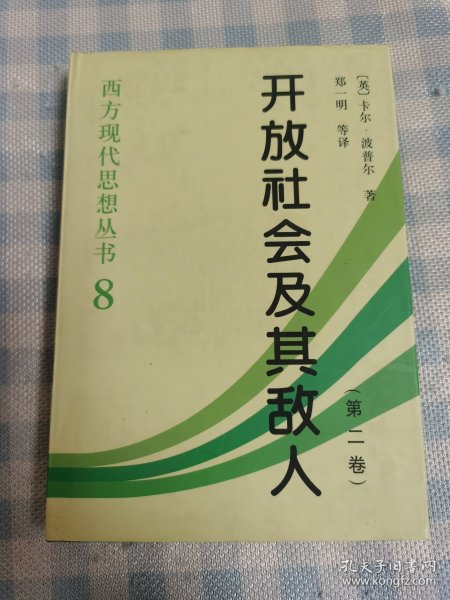 [英]卡尔·波普尔 著
郑一明 等译
开放社会及其敌人
(第二卷)
西方现代思想丛书 8
孔夫子旧书网
www.kongfz.com